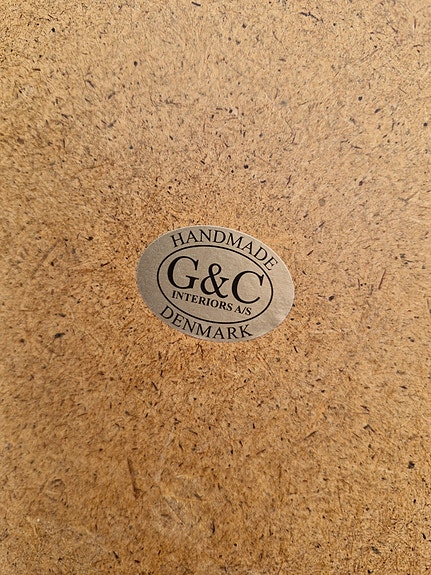 HANDMADE
G&C
INTERIORS A/S
DENMARK